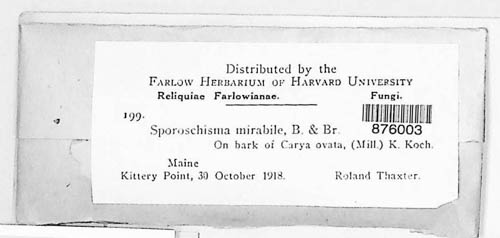 Distributed by the
FARLOW HERBARIUM OF HARVARD UNIVERSITY
Reliquiae Farlowianae. Fungi.
199.
876003
Sporoschisma mirabile, B. & Br.
On bark of Carya ovata, (Mill.) K. Koch.
Maine
Kittery Point, 30 October 1918. Roland Thaxter.